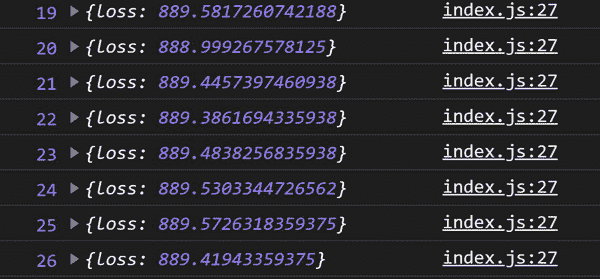 19 ▶{loss: 889.5817260742188} index.js:27
20 ▶{loss: 888.999267578125} index.js:27
21 ▶{loss: 889.4457397460938} index.js:27
22 ▶{loss: 889.3861694335938} index.js:27
23 ▶{loss: 889.4838256835938} index.js:27
24 ▶{loss: 889.5303344726562} index.js:27
25 ▶{loss: 889.5726318359375} index.js:27
26 ▶{loss: 889.41943359375} index.js:27